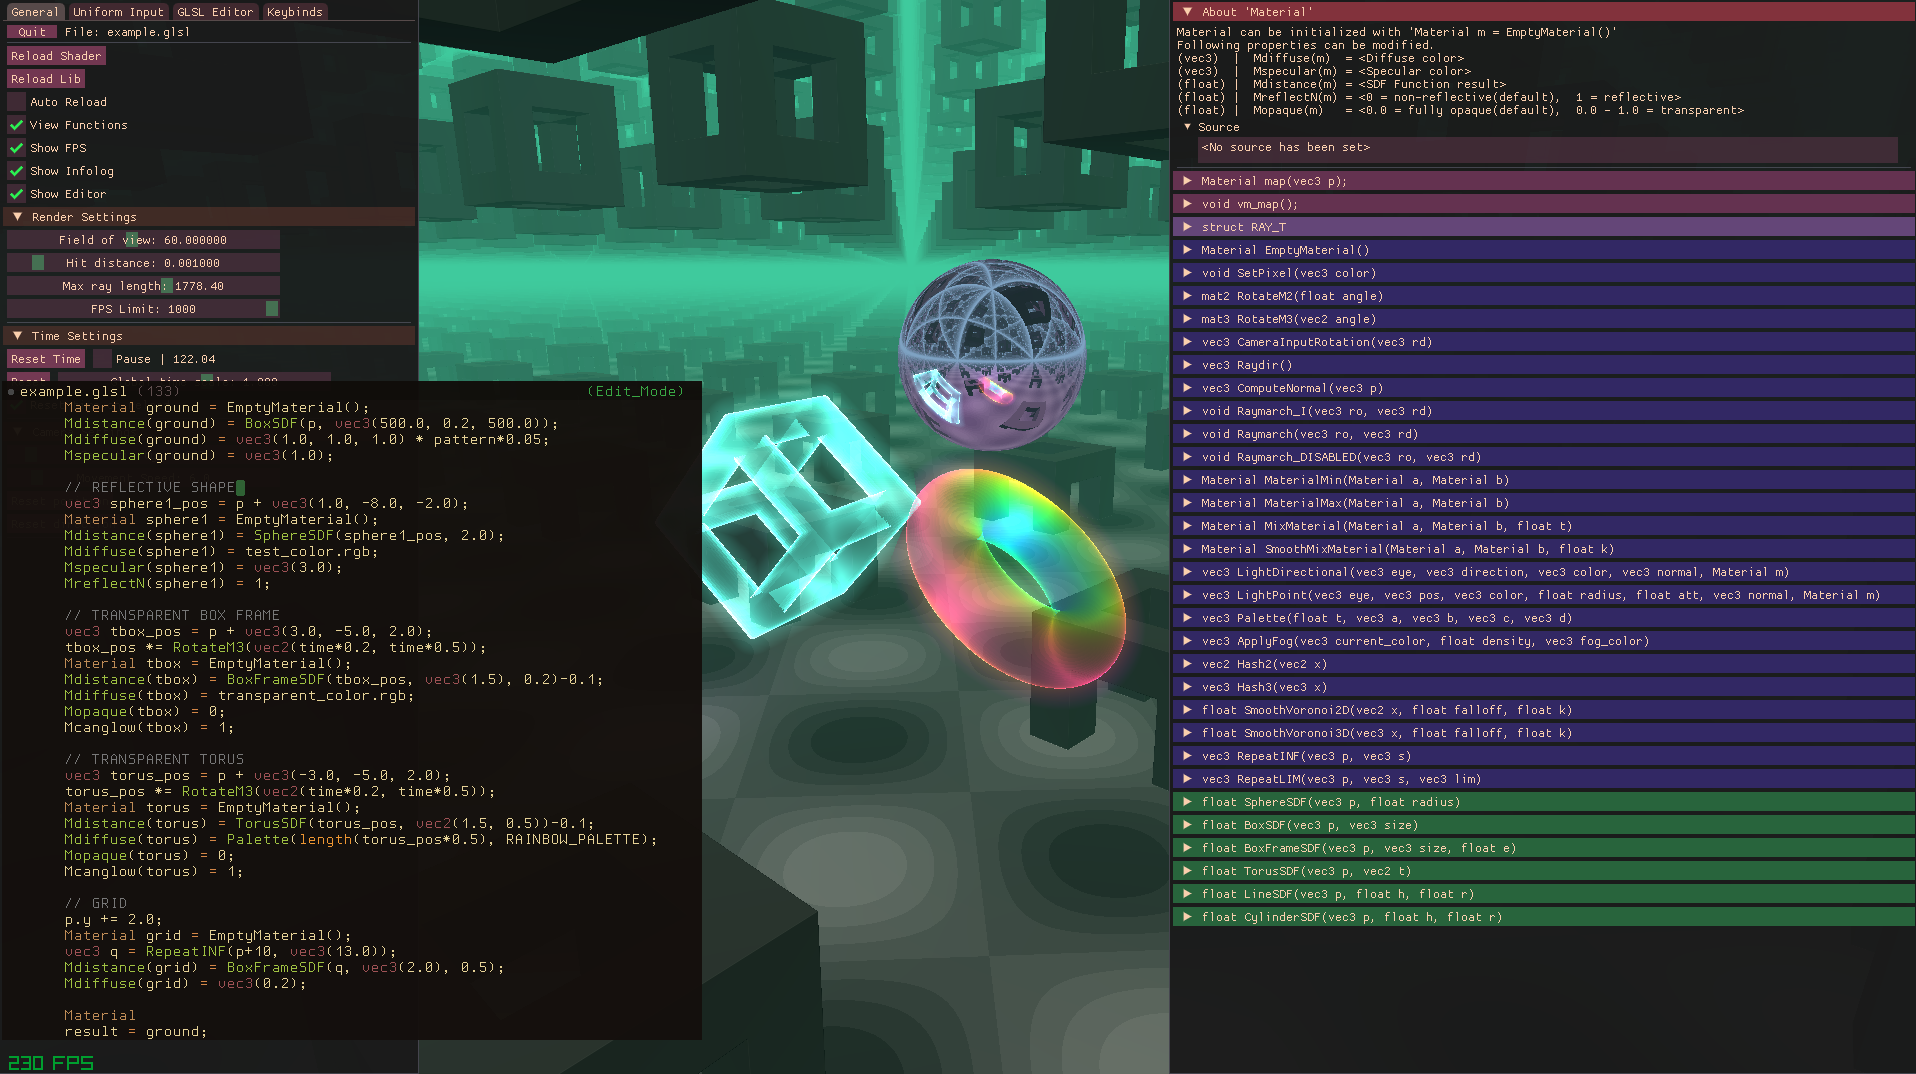 General Uniform Input GLSL Editor Keybinds
Quit File: example.glsl
Reload Shader
Reload Lib
Auto Reload
View Functions
Show FPS
Show Infolog
Show Editor
Render Settings
Field of view: 60.000000
Hit distance: 0.001000
Max ray length: 1778.40
FPS Limit: 1000
Time Settings
Reset Time Pause | 122.04
example.glsl (133) (Edit_Mode)
Material ground = EmptyMaterial();
Mdistance(ground) = BoxSDF(p, vec3(500.0, 0.2, 500.0));
Mdiffuse(ground) = vec3(1.0, 1.0, 1.0) * pattern*0.05;
Mspecular(ground) = vec3(1.0);
// REFLECTIVE SHAPE
vec3 sphere1_pos = p + vec3(1.0, -8.0, -2.0);
Material sphere1 = EmptyMaterial();
Mdistance(sphere1) = SphereSDF(sphere1_pos, 2.0);
Mdiffuse(sphere1) = test_color.rgb;
Mspecular(sphere1) = vec3(3.0);
MreflectN(sphere1) = 1;
// TRANSPARENT BOX FRAME
vec3 tbox_pos = p + vec3(3.0, -5.0, 2.0);
tbox_pos *= RotateM3(vec2(time*0.2, time*0.5));
Material tbox = EmptyMaterial();
Mdistance(tbox) = BoxFrameSDF(tbox_pos, vec3(1.5), 0.2)-0.1;
Mdiffuse(tbox) = transparent_color.rgb;
Mopaque(tbox) = 0;
Mcanglow(tbox) = 1;
// TRANSPARENT TORUS
vec3 torus_pos = p + vec3(-3.0, -5.0, 2.0);
torus_pos *= RotateM3(vec2(time*0.2, time*0.5));
Material torus = EmptyMaterial();
Mdistance(torus) = TorusSDF(torus_pos, vec2(1.5, 0.5))-0.1;
Mdiffuse(torus) = Palette(length(torus_pos*0.5), RAINBOW_PALETTE);
Mopaque(torus) = 0;
Mcanglow(torus) = 1;
// GRID
p.y += 2.0;
Material grid = EmptyMaterial();
vec3 q = RepeatINF(p+10, vec3(13.0));
Mdistance(grid) = BoxFrameSDF(q, vec3(2.0), 0.5);
Mdiffuse(grid) = vec3(0.2);
Material
result = ground;
230 FPS
About 'Material'
Material can be initialized with 'Material m = EmptyMaterial()'
Following properties can be modified.
(vec3) | Mdiffuse(m) = <Diffuse color>
(vec3) | Mspecular(m) = <Specular color>
(float) | Mdistance(m) = <SDF Function result>
(float) | MreflectN(m) = <0 = non-reflective(default), 1 = reflective>
(float) | Mopaque(m) = <0.0 = fully opaque(default), 0.0 - 1.0 = transparent>
Source
<No source has been set>
Material map(vec3 p);
void vm_map();
struct RAY_T
Material EmptyMaterial()
void SetPixel(vec3 color)
mat2 RotateM2(float angle)
mat3 RotateM3(vec2 angle)
vec3 CameraInputRotation(vec3 rd)
vec3 Raydir()
vec3 ComputeNormal(vec3 p)
void Raymarch_I(vec3 ro, vec3 rd)
void Raymarch(vec3 ro, vec3 rd)
void Raymarch_DISABLED(vec3 ro, vec3 rd)
Material MaterialMin(Material a, Material b)
Material MaterialMax(Material a, Material b)
Material MixMaterial(Material a, Material b, float t)
Material SmoothMixMaterial(Material a, Material b, float k)
vec3 LightDirectional(vec3 eye, vec3 direction, vec3 color, vec3 normal, Material m)
vec3 LightPoint(vec3 eye, vec3 pos, vec3 color, float radius, float att, vec3 normal, Material m)
vec3 Palette(float t, vec3 a, vec3 b, vec3 c, vec3 d)
vec3 ApplyFog(vec3 current_color, float density, vec3 fog_color)
vec2 Hash2(vec2 x)
vec3 Hash3(vec3 x)
float SmoothVoronoi2D(vec2 x, float falloff, float k)
float SmoothVoronoi3D(vec3 x, float falloff, float k)
vec3 RepeatINF(vec3 p, vec3 s)
vec3 RepeatLIM(vec3 p, vec3 s, vec3 lim)
float SphereSDF(vec3 p, float radius)
float BoxSDF(vec3 p, vec3 size)
float BoxFrameSDF(vec3 p, vec3 size, float e)
float TorusSDF(vec3 p, vec2 t)
float LineSDF(vec3 p, float h, float r)
float CylinderSDF(vec3 p, float h, float r)